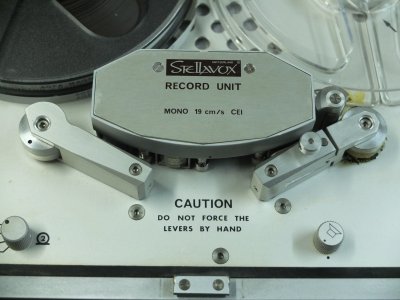 STELLAVOX
RECORD UNIT
MONO 19 cm/s CEI
CAUTION
DO NOT FORCE THE
LEVERS BY HAND